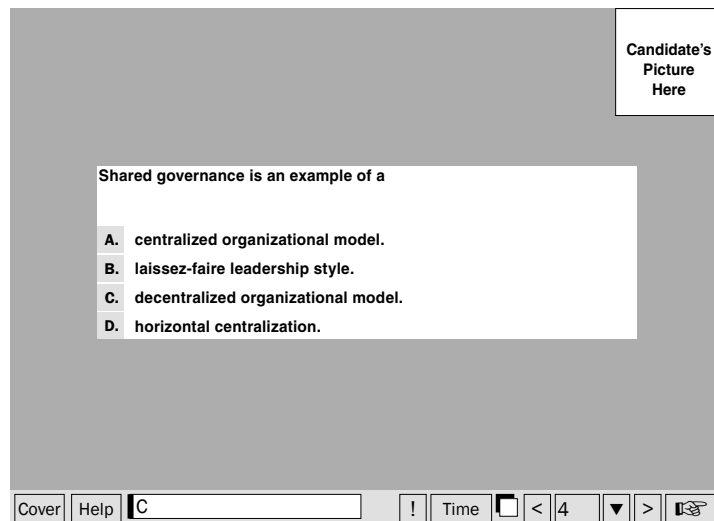 Candidate's
Picture
Here
Shared governance is an example of a
A. centralized organizational model.
B. laissez-faire leadership style.
C. decentralized organizational model.
D. horizontal centralization.
Cover Help C ! Time < 4 ▼ > ☞